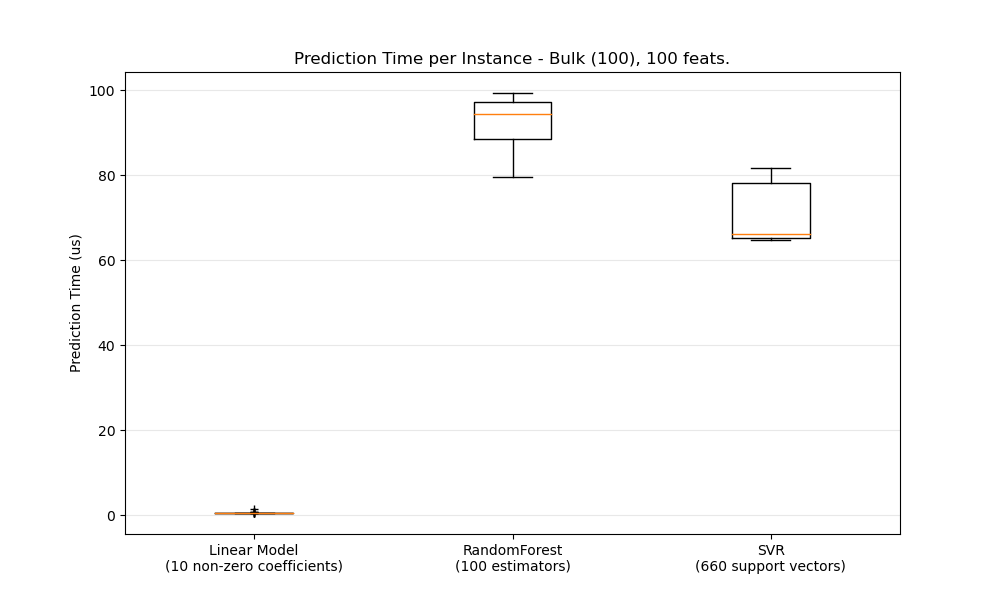 Prediction Time per Instance - Bulk (100), 100 feats.
Prediction Time (us)
100
80
60
40
20
0
Linear Model
(10 non-zero coefficients)
RandomForest
(100 estimators)
SVR
(660 support vectors)